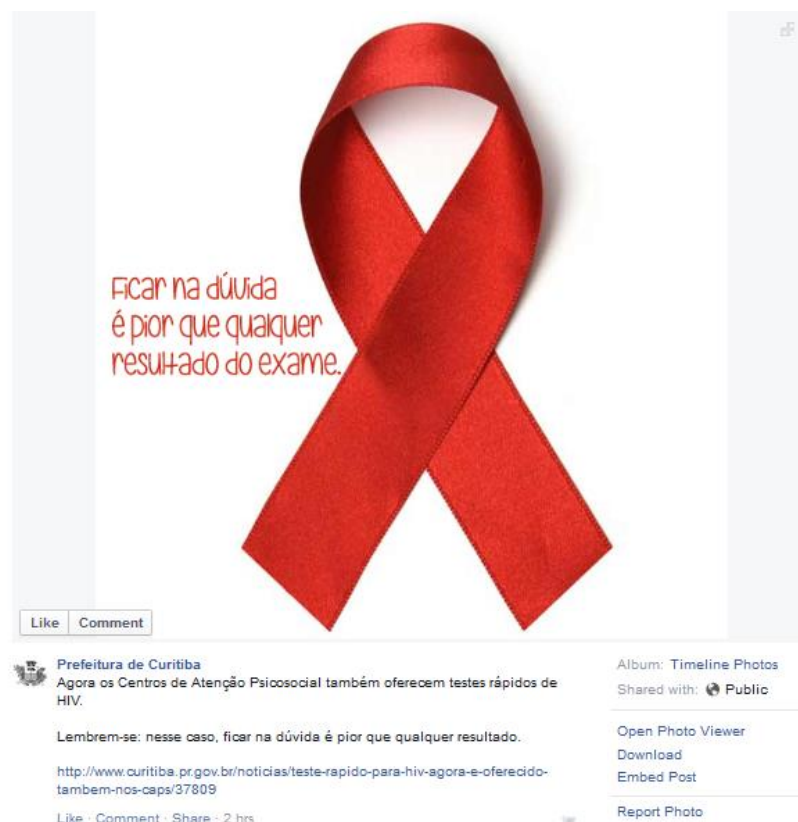 Ficar na dúvida
é pior que qualquer
resultado do exame.
Like Comment
Prefeitura de Curitiba
Agora os Centros de Atenção Psicosocial também oferecem testes rápidos de
HIV.
Lembrem-se: nesse caso, ficar na dúvida é pior que qualquer resultado.
http://www.curitiba.pr.gov.br/noticias/teste-rapido-para-hiv-agora-e-oferecido-
tambem-nos-caps/37809
Like · Comment · Share · 2 hrs
Album: Timeline Photos
Shared with: Public
Open Photo Viewer
Download
Embed Post
Report Photo